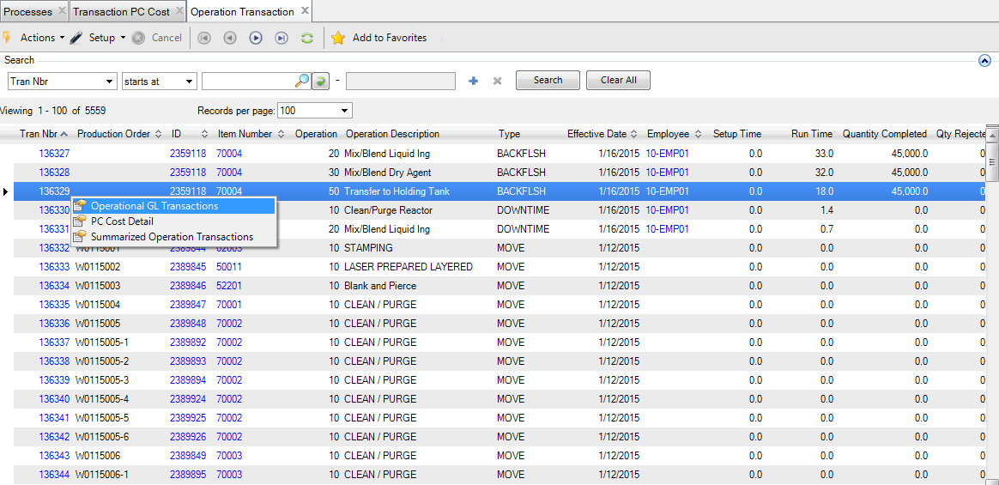 Processes Transaction PC Cost Operation Transaction
Actions Setup Cancel Add to Favorites
Search
Tran Nbr starts at - Search Clear All
Viewing 1 - 100 of 5559 Records per page: 100
Tran Nbr Production Order ID Item Number Operation Operation Description Type Effective Date Employee Setup Time Run Time Quantity Completed Qty Rejecte
136327 2359118 70004 20 Mix/Blend Liquid Ing BACKFLSH 1/16/2015 10-EMP01 0.0 33.0 45,000.0 0
136328 2359118 70004 30 Mix/Blend Dry Agent BACKFLSH 1/16/2015 10-EMP01 0.0 32.0 45,000.0 0
136329 2359118 70004 50 Transfer to Holding Tank BACKFLSH 1/16/2015 10-EMP01 0.0 18.0 45,000.0 0
136330 Operational GL Transactions 10 Clean/Purge Reactor DOWNTIME 1/16/2015 10-EMP01 0.0 1.4 0
PC Cost Detail
136331 10 Mix/Blend Liquid Ing DOWNTIME 1/16/2015 10-EMP01 0.0 0.7 0
Summarized Operation Transactions
136332 W0115001 2389844 02003 10 STAMPING MOVE 1/12/2015 0.0 0.0 0.0 0
136333 W0115002 2389845 50011 10 LASER PREPARED LAYERED MOVE 1/12/2015 0.0 0.0 0.0 0
136334 W0115003 2389846 52201 10 Blank and Pierce MOVE 1/12/2015 0.0 0.0 0.0 0
136335 W0115004 2389847 70001 10 CLEAN / PURGE MOVE 1/12/2015 0.0 0.0 0.0 0
136336 W0115005 2389848 70002 10 CLEAN / PURGE MOVE 1/12/2015 0.0 0.0 0.0 0
136337 W0115005-1 2389892 70002 10 CLEAN / PURGE MOVE 1/12/2015 0.0 0.0 0.0 0
136338 W0115005-2 2389893 70002 10 CLEAN / PURGE MOVE 1/12/2015 0.0 0.0 0.0 0
136339 W0115005-3 2389894 70002 10 CLEAN / PURGE MOVE 1/12/2015 0.0 0.0 0.0 0
136340 W0115005-4 2389924 70002 10 CLEAN / PURGE MOVE 1/12/2015 0.0 0.0 0.0 0
136341 W0115005-5 2389925 70002 10 CLEAN / PURGE MOVE 1/12/2015 0.0 0.0 0.0 0
136342 W0115005-6 2389926 70002 10 CLEAN / PURGE MOVE 1/12/2015 0.0 0.0 0.0 0
136343 W0115006 2389849 70003 10 CLEAN / PURGE MOVE 1/12/2015 0.0 0.0 0.0 0
136344 W0115006-1 2389895 70003 10 CLEAN / PURGE MOVE 1/12/2015 0.0 0.0 0.0 0